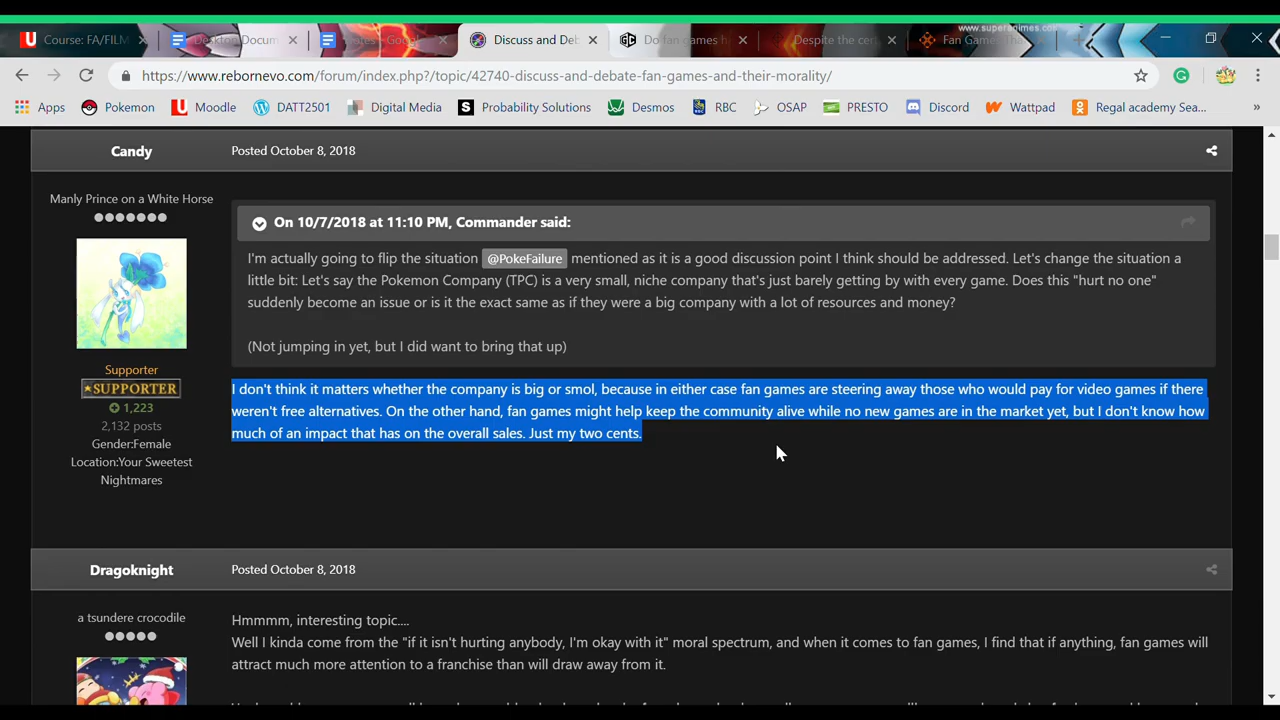 www.superanimes.com
Course: FA/FILM
Desktop Docum
Notes - Googl
Discuss and Deb
Do fan games h
Despite the cer
Fan Games Th
https://www.rebornevo.com/forum/index.php?/topic/42740-discuss-and-debate-fan-games-and-their-morality/
Apps Pokemon Moodle DATT2501 Digital Media Probability Solutions Desmos RBC OSAP PRESTO Discord Wattpad Regal academy Sea... »
Candy
Posted October 8, 2018
Manly Prince on a White Horse
Supporter
★SUPPORTER
1,223
2,132 posts
Gender:Female
Location:Your Sweetest
Nightmares
On 10/7/2018 at 11:10 PM, Commander said:
I'm actually going to flip the situation @PokeFailure mentioned as it is a good discussion point I think should be addressed. Let's change the situation a
little bit: Let's say the Pokemon Company (TPC) is a very small, niche company that's just barely getting by with every game. Does this "hurt no one"
suddenly become an issue or is it the exact same as if they were a big company with a lot of resources and money?
(Not jumping in yet, but I did want to bring that up)
I don't think it matters whether the company is big or smol, because in either case fan games are steering away those who would pay for video games if there
weren't free alternatives. On the other hand, fan games might help keep the community alive while no new games are in the market yet, but I don't know how
much of an impact that has on the overall sales. Just my two cents.
Dragoknight
Posted October 8, 2018
a tsundere crocodile
Hmmmm, interesting topic....
Well I kinda come from the "if it isn't hurting anybody, I'm okay with it" moral spectrum, and when it comes to fan games, I find that if anything, fan games will
attract much more attention to a franchise than will draw away from it.